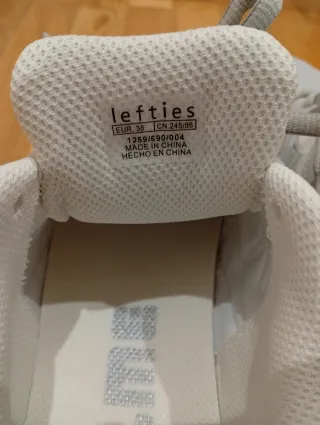 lefties
EUR. 38 CN.245/86
1259/690/004
MADE IN CHINA
HECHO EN CHINA